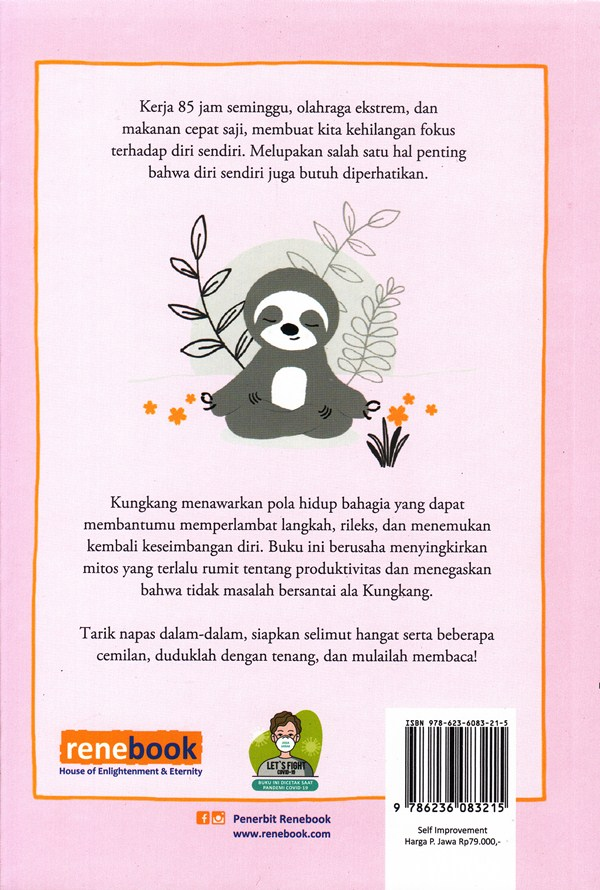 Kerja 85 jam seminggu, olahraga ekstrem, dan
makanan cepat saji, membuat kita kehilangan fokus
terhadap diri sendiri. Melupakan salah satu hal penting
bahwa diri sendiri juga butuh diperhatikan.
Kungkang menawarkan pola hidup bahagia yang dapat
membantumu memperlambat langkah, rileks, dan menemukan
kembali keseimbangan diri. Buku ini berusaha menyingkirkan
mitos yang terlalu rumit tentang produktivitas dan menegaskan
bahwa tidak masalah bersantai ala Kungkang.
Tarik napas dalam-dalam, siapkan selimut hangat serta beberapa
cemilan, duduklah dengan tenang, dan mulailah membaca!
renebook
House of Enlightenment & Eternity
LET'S FIGHT
COVID-19
BUKU INI DICETAK SAAT
PANDEMI COVID-19
Penerbit Renebook
www.renebook.com
ISBN 978-623-6083-21-5
9 786236 083215
Self Improvement
Harga P. Jawa Rp79.000,-